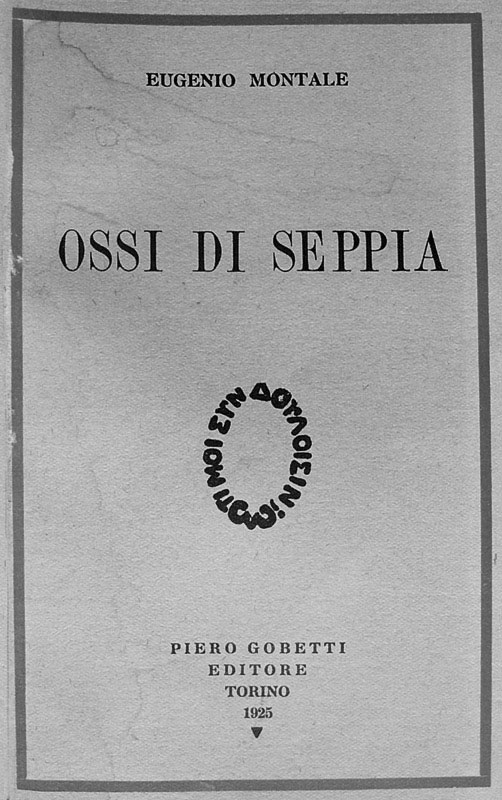 EUGENIO MONTALE
OSSI DI SEPPIA
ΤΙ ΜΟΙ ΣΥΝ ΔΟΥΛΟΙΣΙΝ
PIERO GOBETTI
EDITORE
TORINO
1925